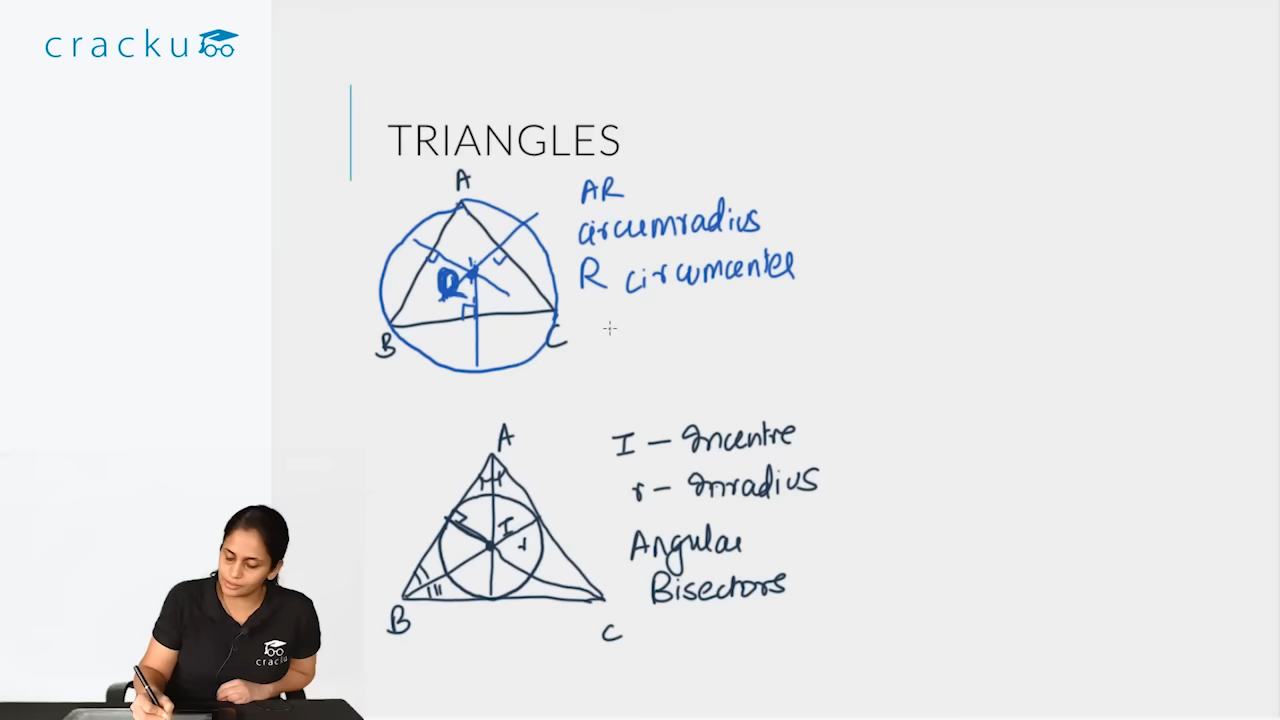 cracku
TRIANGLES
A
AR
circumradius
R circumcenter
R
B
C
A
I – Incentre
r – Inradius
I
r
Angular
Bisectors
B
C
cracku